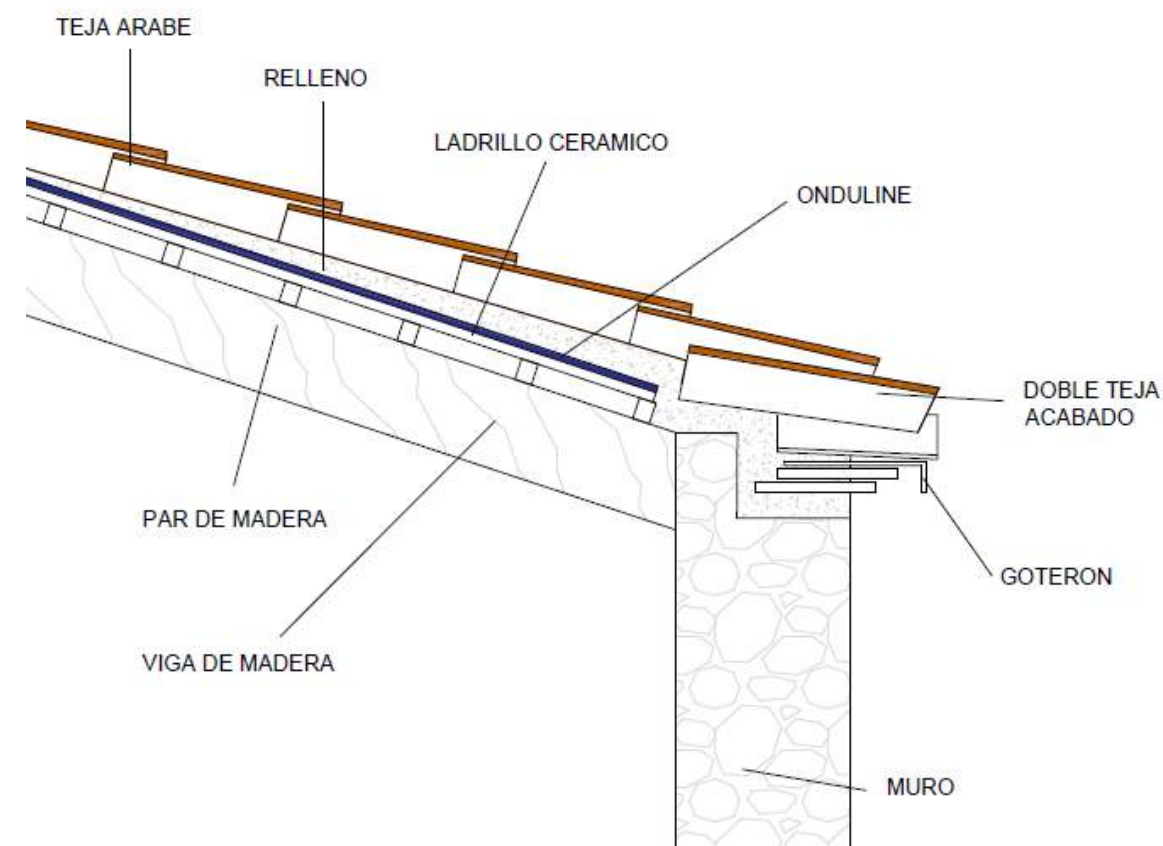 TEJA ARABE
RELLENO
LADRILLO CERAMICO
ONDULINE
DOBLE TEJA
ACABADO
PAR DE MADERA
GOTERON
VIGA DE MADERA
MURO